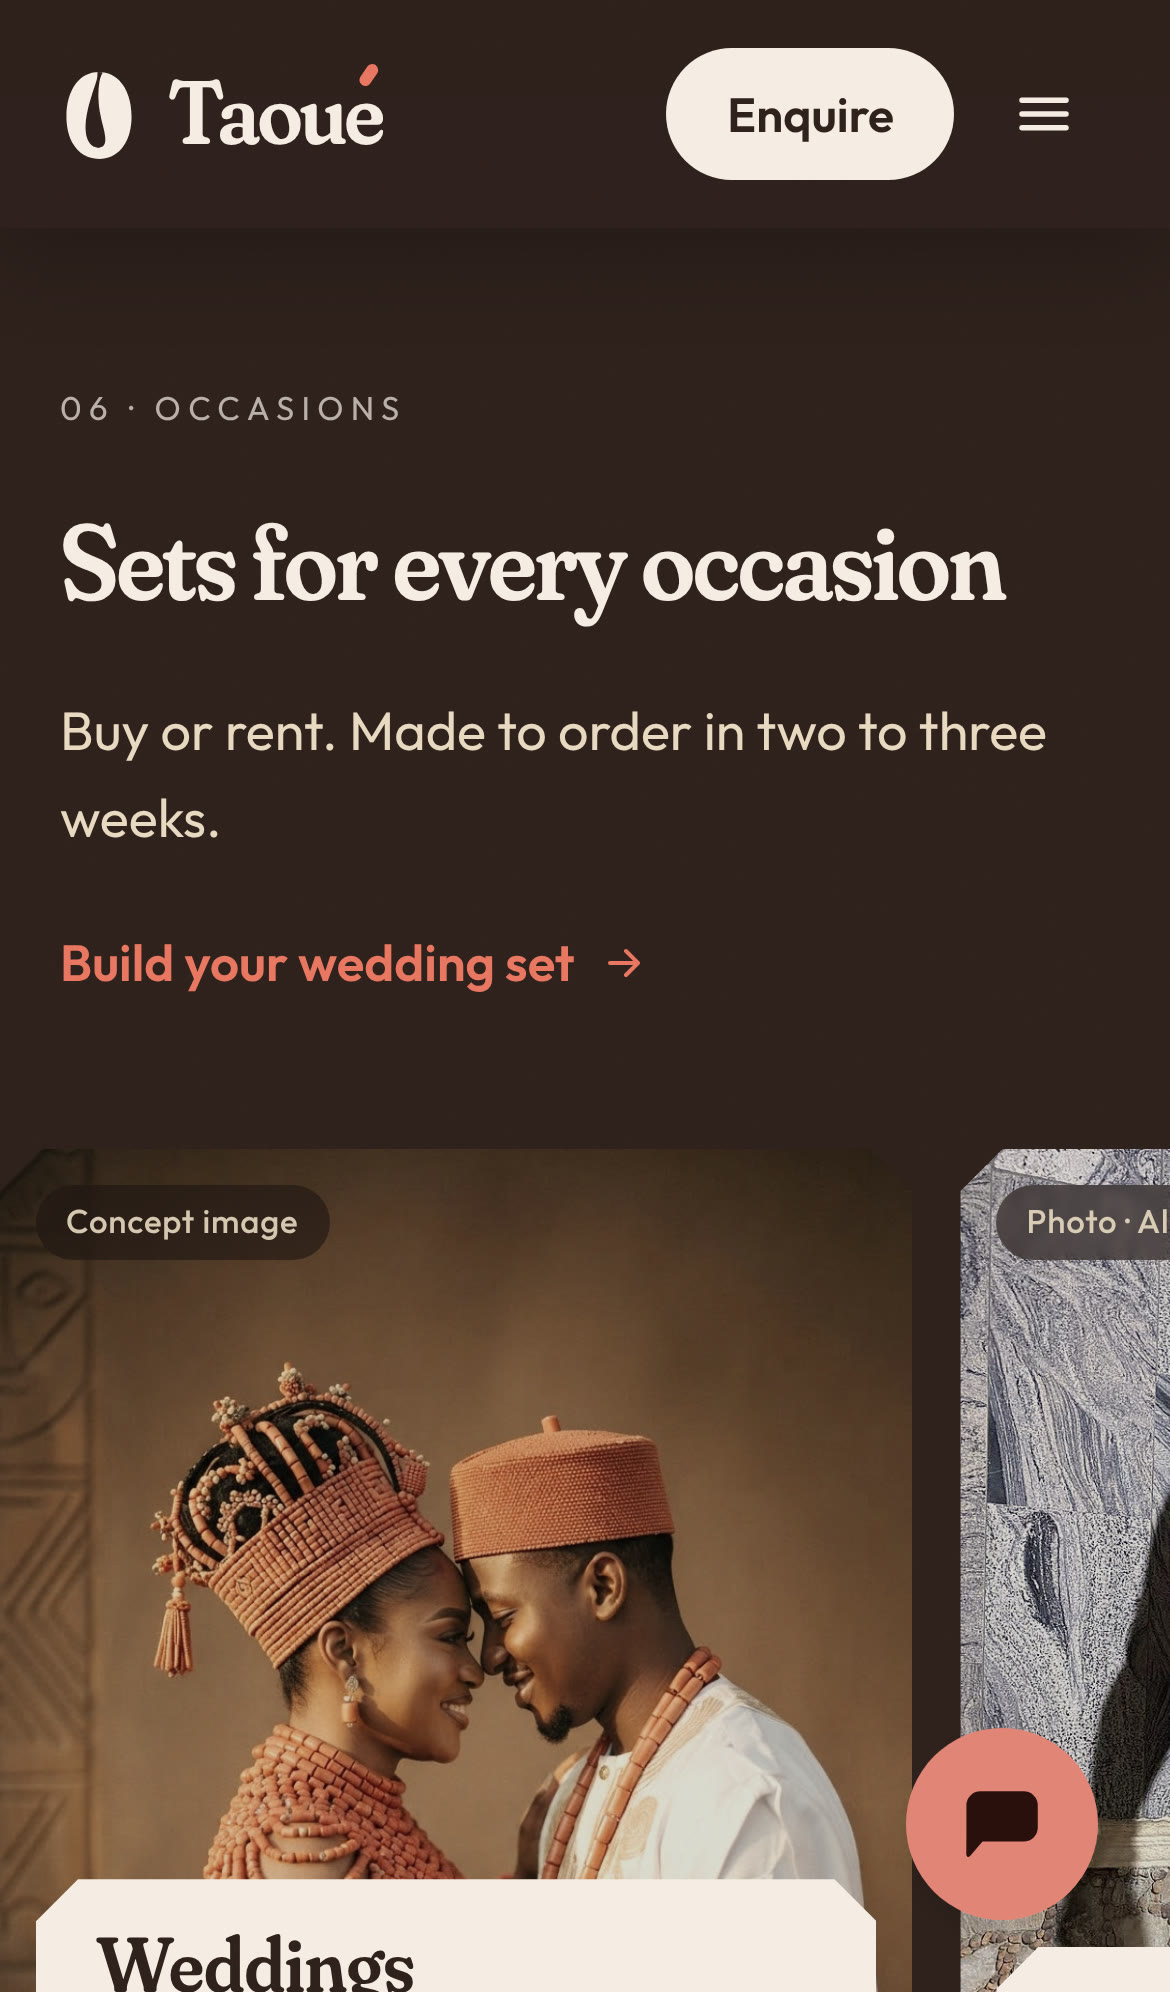 Taoué
Enquire
06 · OCCASIONS
Sets for every occasion
Buy or rent. Made to order in two to three
weeks.
Build your wedding set →
Concept image
Photo ·
Weddings